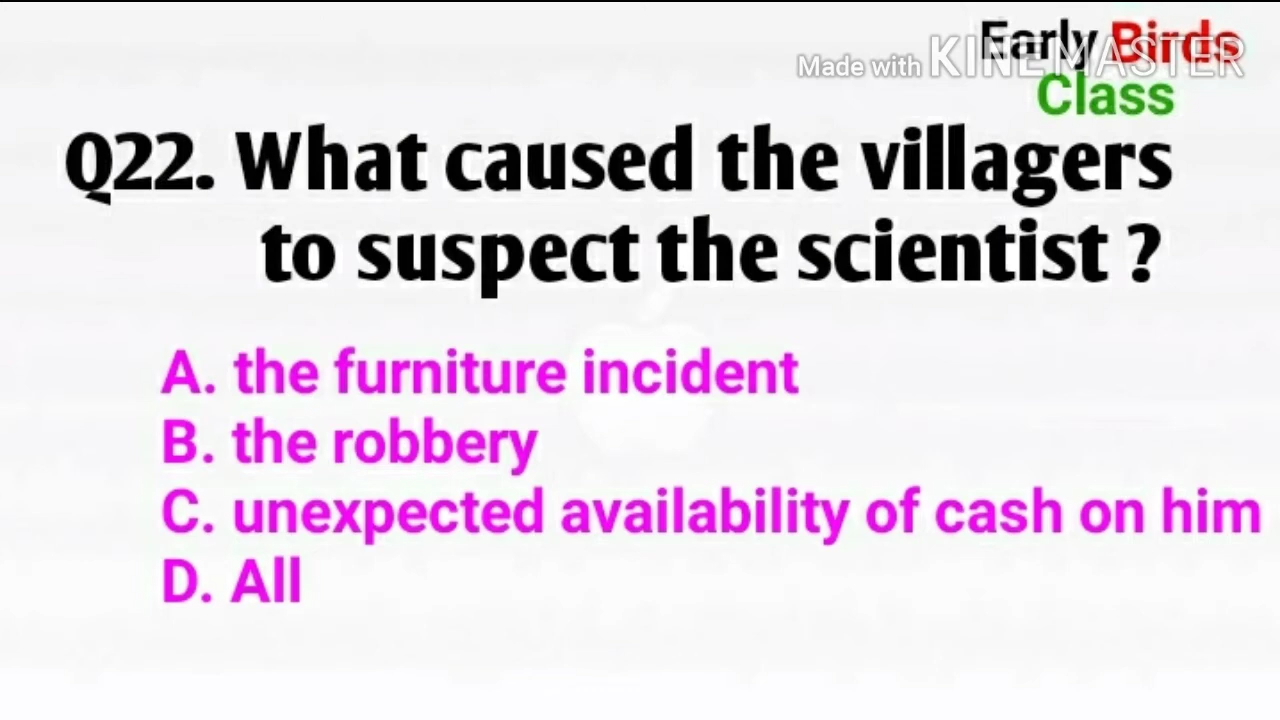 Early Birds
Made with KINEMASTER
Class
Q22. What caused the villagers
to suspect the scientist ?
A. the furniture incident
B. the robbery
C. unexpected availability of cash on him
D. All